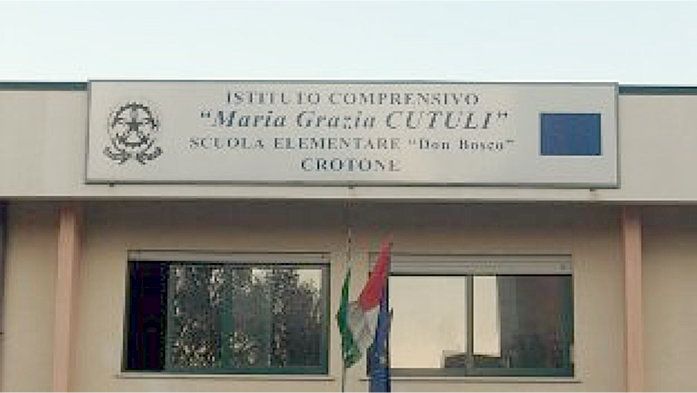 ISTITUTO COMPRENSIVO
"Maria Grazia CUTULI"
SCUOLA ELEMENTARE "Don Bosco"
CROTONE